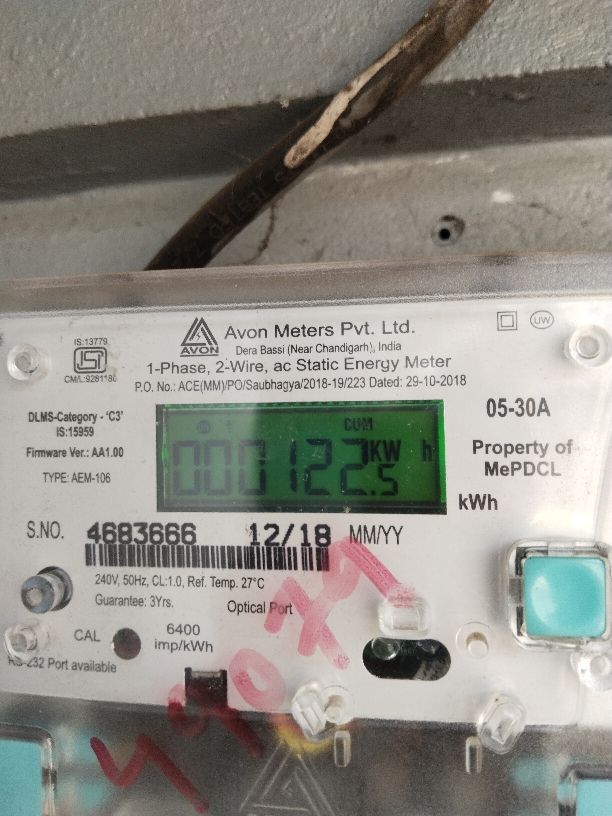 AVON
Avon Meters Pvt. Ltd.
Dera Bassi (Near Chandigarh), India
UW
IS:13779
ISI
1-Phase, 2-Wire, ac Static Energy Meter
P.O. No.: ACE(MM)/PO/Saubhagya/2018-19/223 Dated: 29-10-2018
DLMS-Category - 'C3'
IS:15959
Firmware Ver.: AA1.00
TYPE: AEM-106
COM
000122.5 KW h
05-30A
Property of
MePDCL
kWh
S.NO. 4683666 12/18 MM/YY
240V, 50Hz, CL:1.0, Ref. Temp. 27°C
Guarantee: 3Yrs.
Optical Port
CAL
6400
imp/kWh
RS-232 Port available